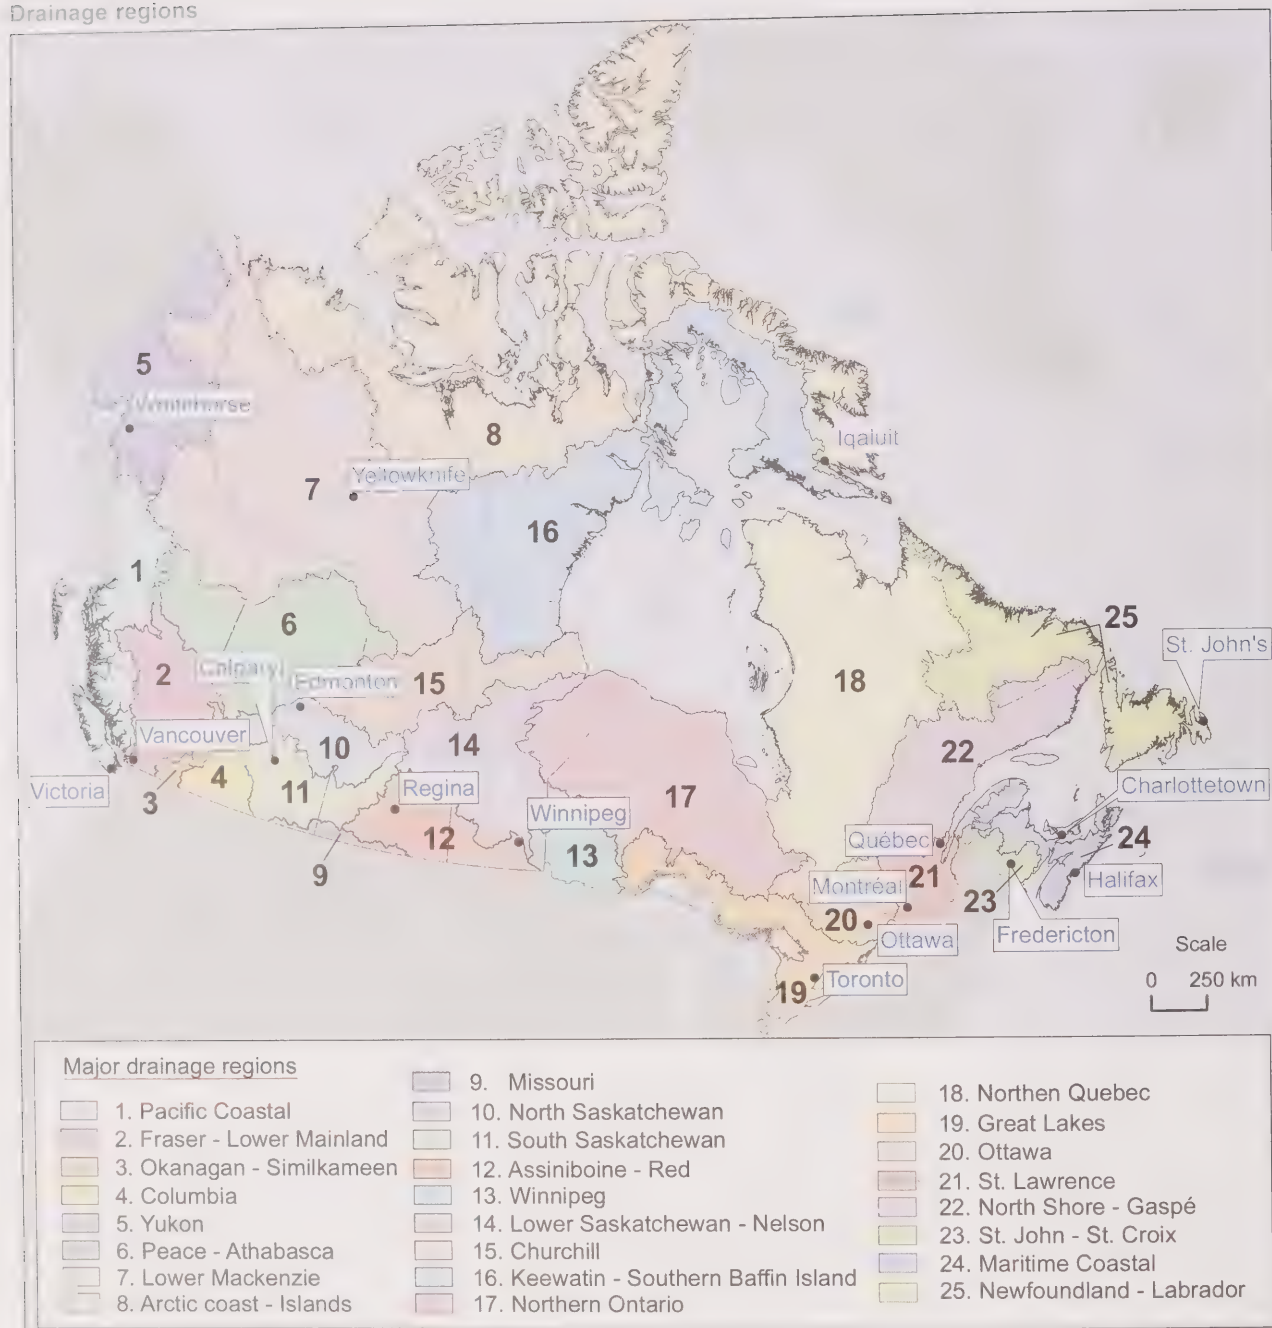 Drainage regions
5
Whitehorse
8
Iqaluit
Yellowknife
7
16
1
6
25
St. John's
2
Calgary
Edmonton
15
18
Vancouver
10
14
22
Victoria
3
4
11
Regina
17
Charlottetown
Winnipeg
12
13
Québec
24
9
Montréal
21
23
Halifax
20
Ottawa
Fredericton
Scale
19
Toronto
0 250 km
Major drainage regions
1. Pacific Coastal
2. Fraser - Lower Mainland
3. Okanagan - Similkameen
4. Columbia
5. Yukon
6. Peace - Athabasca
7. Lower Mackenzie
8. Arctic coast - Islands
9. Missouri
10. North Saskatchewan
11. South Saskatchewan
12. Assiniboine - Red
13. Winnipeg
14. Lower Saskatchewan - Nelson
15. Churchill
16. Keewatin - Southern Baffin Island
17. Northern Ontario
18. Northen Quebec
19. Great Lakes
20. Ottawa
21. St. Lawrence
22. North Shore - Gaspé
23. St. John - St. Croix
24. Maritime Coastal
25. Newfoundland - Labrador